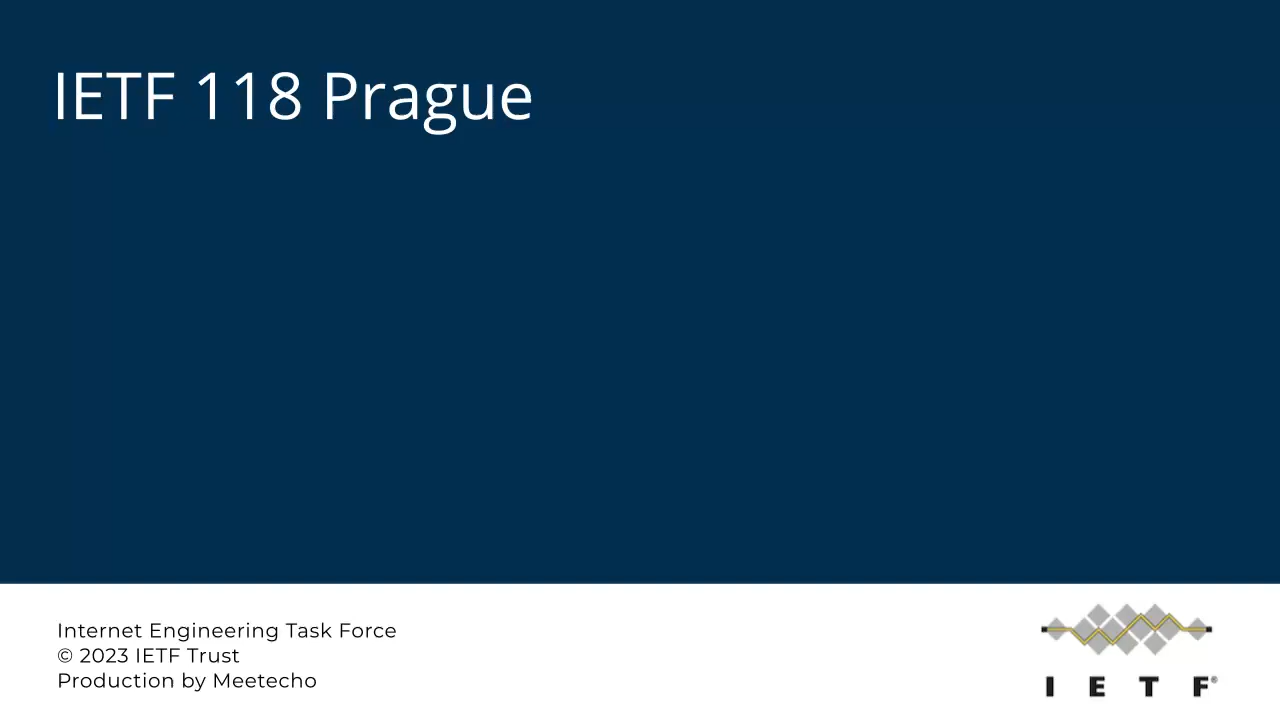 IETF 118 Prague
Internet Engineering Task Force
© 2023 IETF Trust
Production by Meetecho
I E T F®